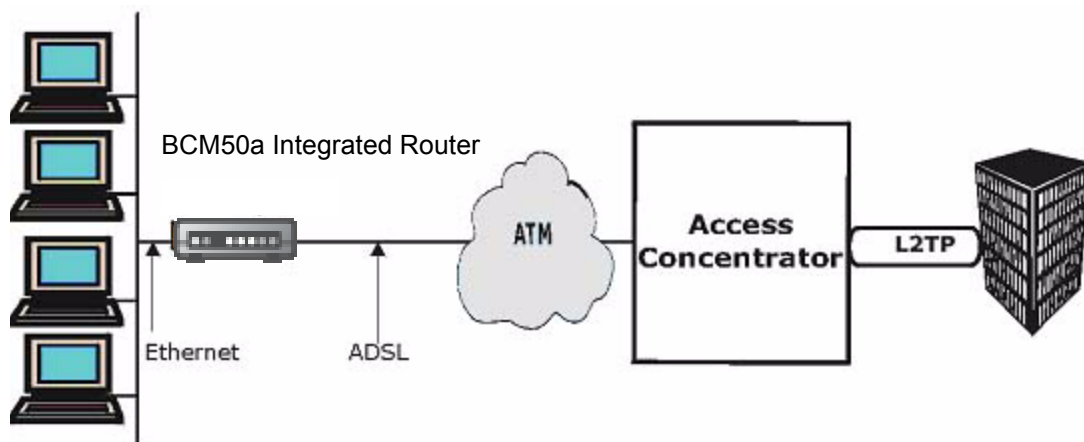 BCM50a Integrated Router
ATM
Access
Concentrator
L2TP
Ethernet
ADSL